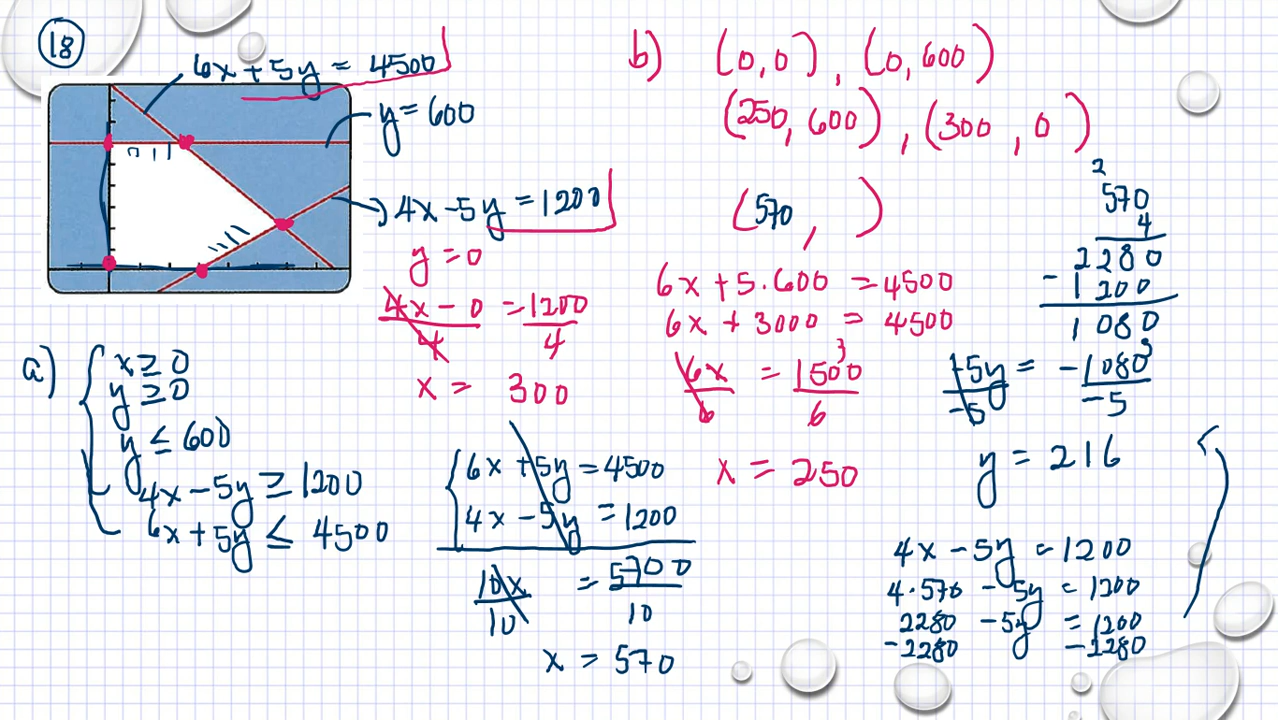 18
6x + 5y = 4500
y = 600
4x - 5y = 1200
y = 0
4x - 0 = 1200
4 4
x = 300
a) x ≥ 0
y ≥ 0
y ≤ 600
4x - 5y ≥ 1200
6x + 5y ≤ 4500
6x + 5y = 4500
4x - 5y = 1200
10x = 5700
10 10
x = 570
b) (0,0), (0,600)
(250, 600), (300, 0)
(570, )
6x + 5.600 = 4500
6x + 3000 = 4500
6x = 1500
6 6
x = 250
2
570
4
2280
- 1200
1080
-5y = -1080
-5 -5
y = 216
4x - 5y = 1200
4.570 - 5y = 1200
2280 - 5y = 1200
-2280 -2280